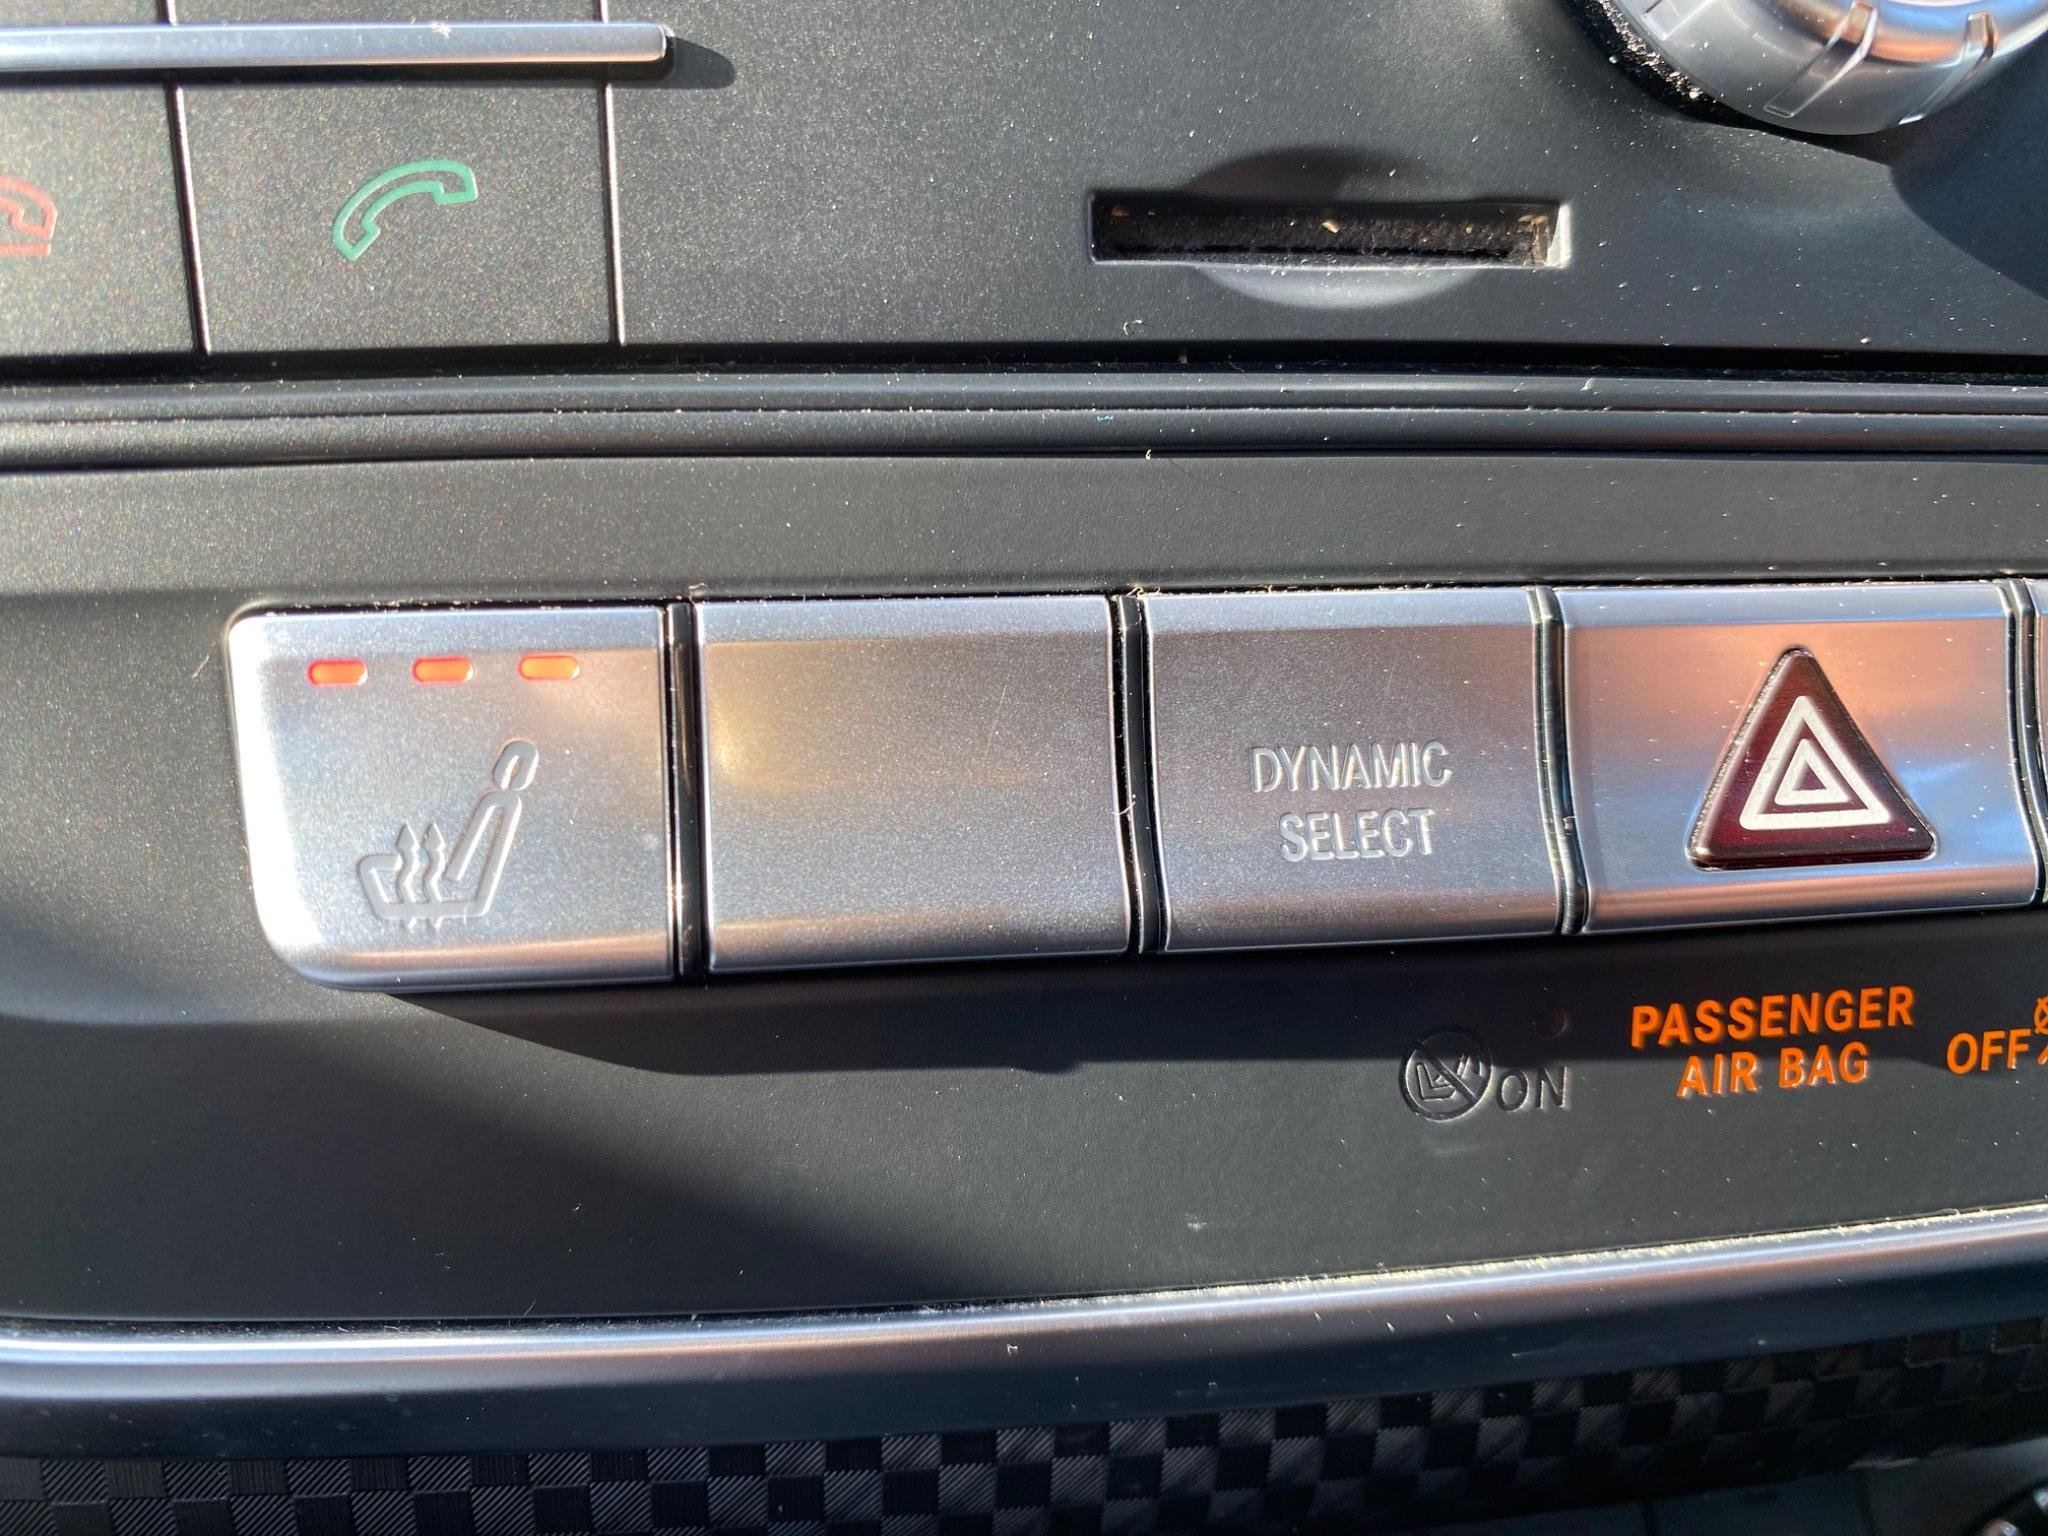 DYNAMIC
SELECT
ON
PASSENGER
AIR BAG
OFF